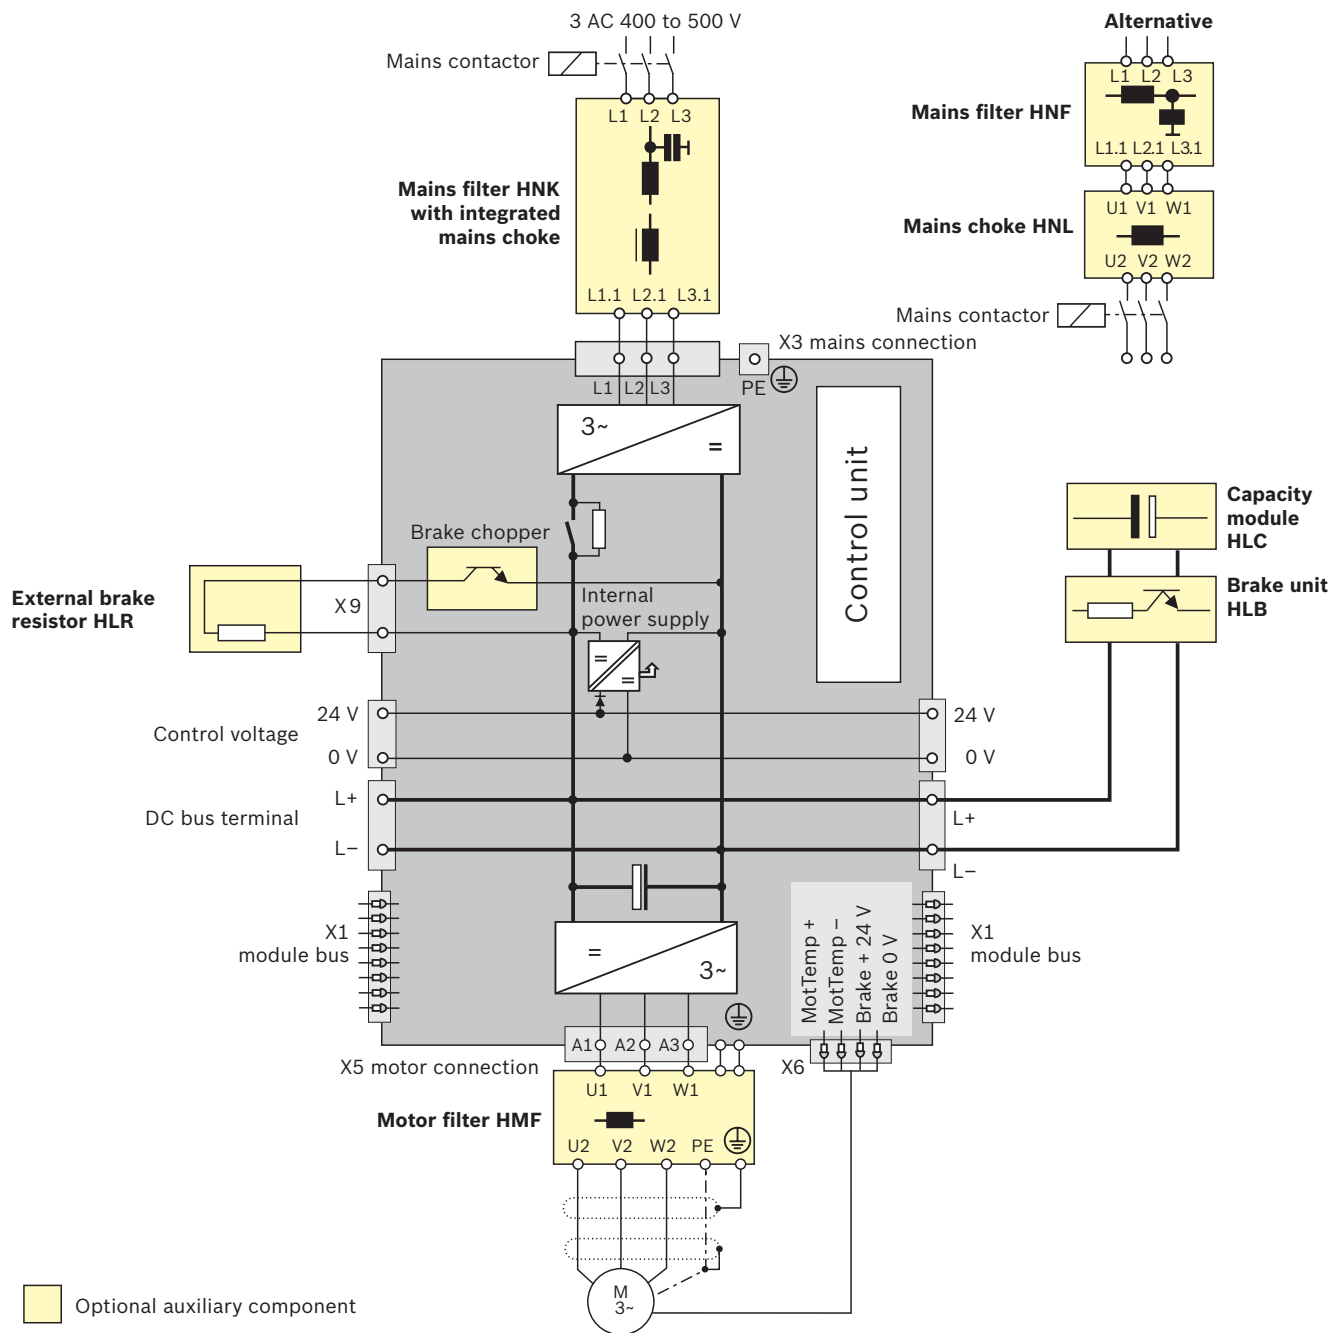 3 AC 400 to 500 V
Mains contactor
L1 L2 L3
Mains filter HNK
with integrated
mains choke
L1.1 L2.1 L3.1
Alternative
L1 L2 L3
Mains filter HNF
L1.1 L2.1 L3.1
U1 V1 W1
Mains choke HNL
U2 V2 W2
Mains contactor
X3 mains connection
L1 L2 L3
PE
3~
=
Control unit
Brake chopper
External brake
resistor HLR
X9
Internal
power supply
=
=
Capacity
module
HLC
Brake unit
HLB
24 V
Control voltage
0 V
24 V
0 V
L+
DC bus terminal
L−
L+
L−
X1
module bus
=
3~
MotTemp +
MotTemp −
Brake + 24 V
Brake 0 V
X1
module bus
A1 A2 A3
X5 motor connection
X6
U1 V1 W1
Motor filter HMF
U2 V2 W2 PE
M
3~
Optional auxiliary component